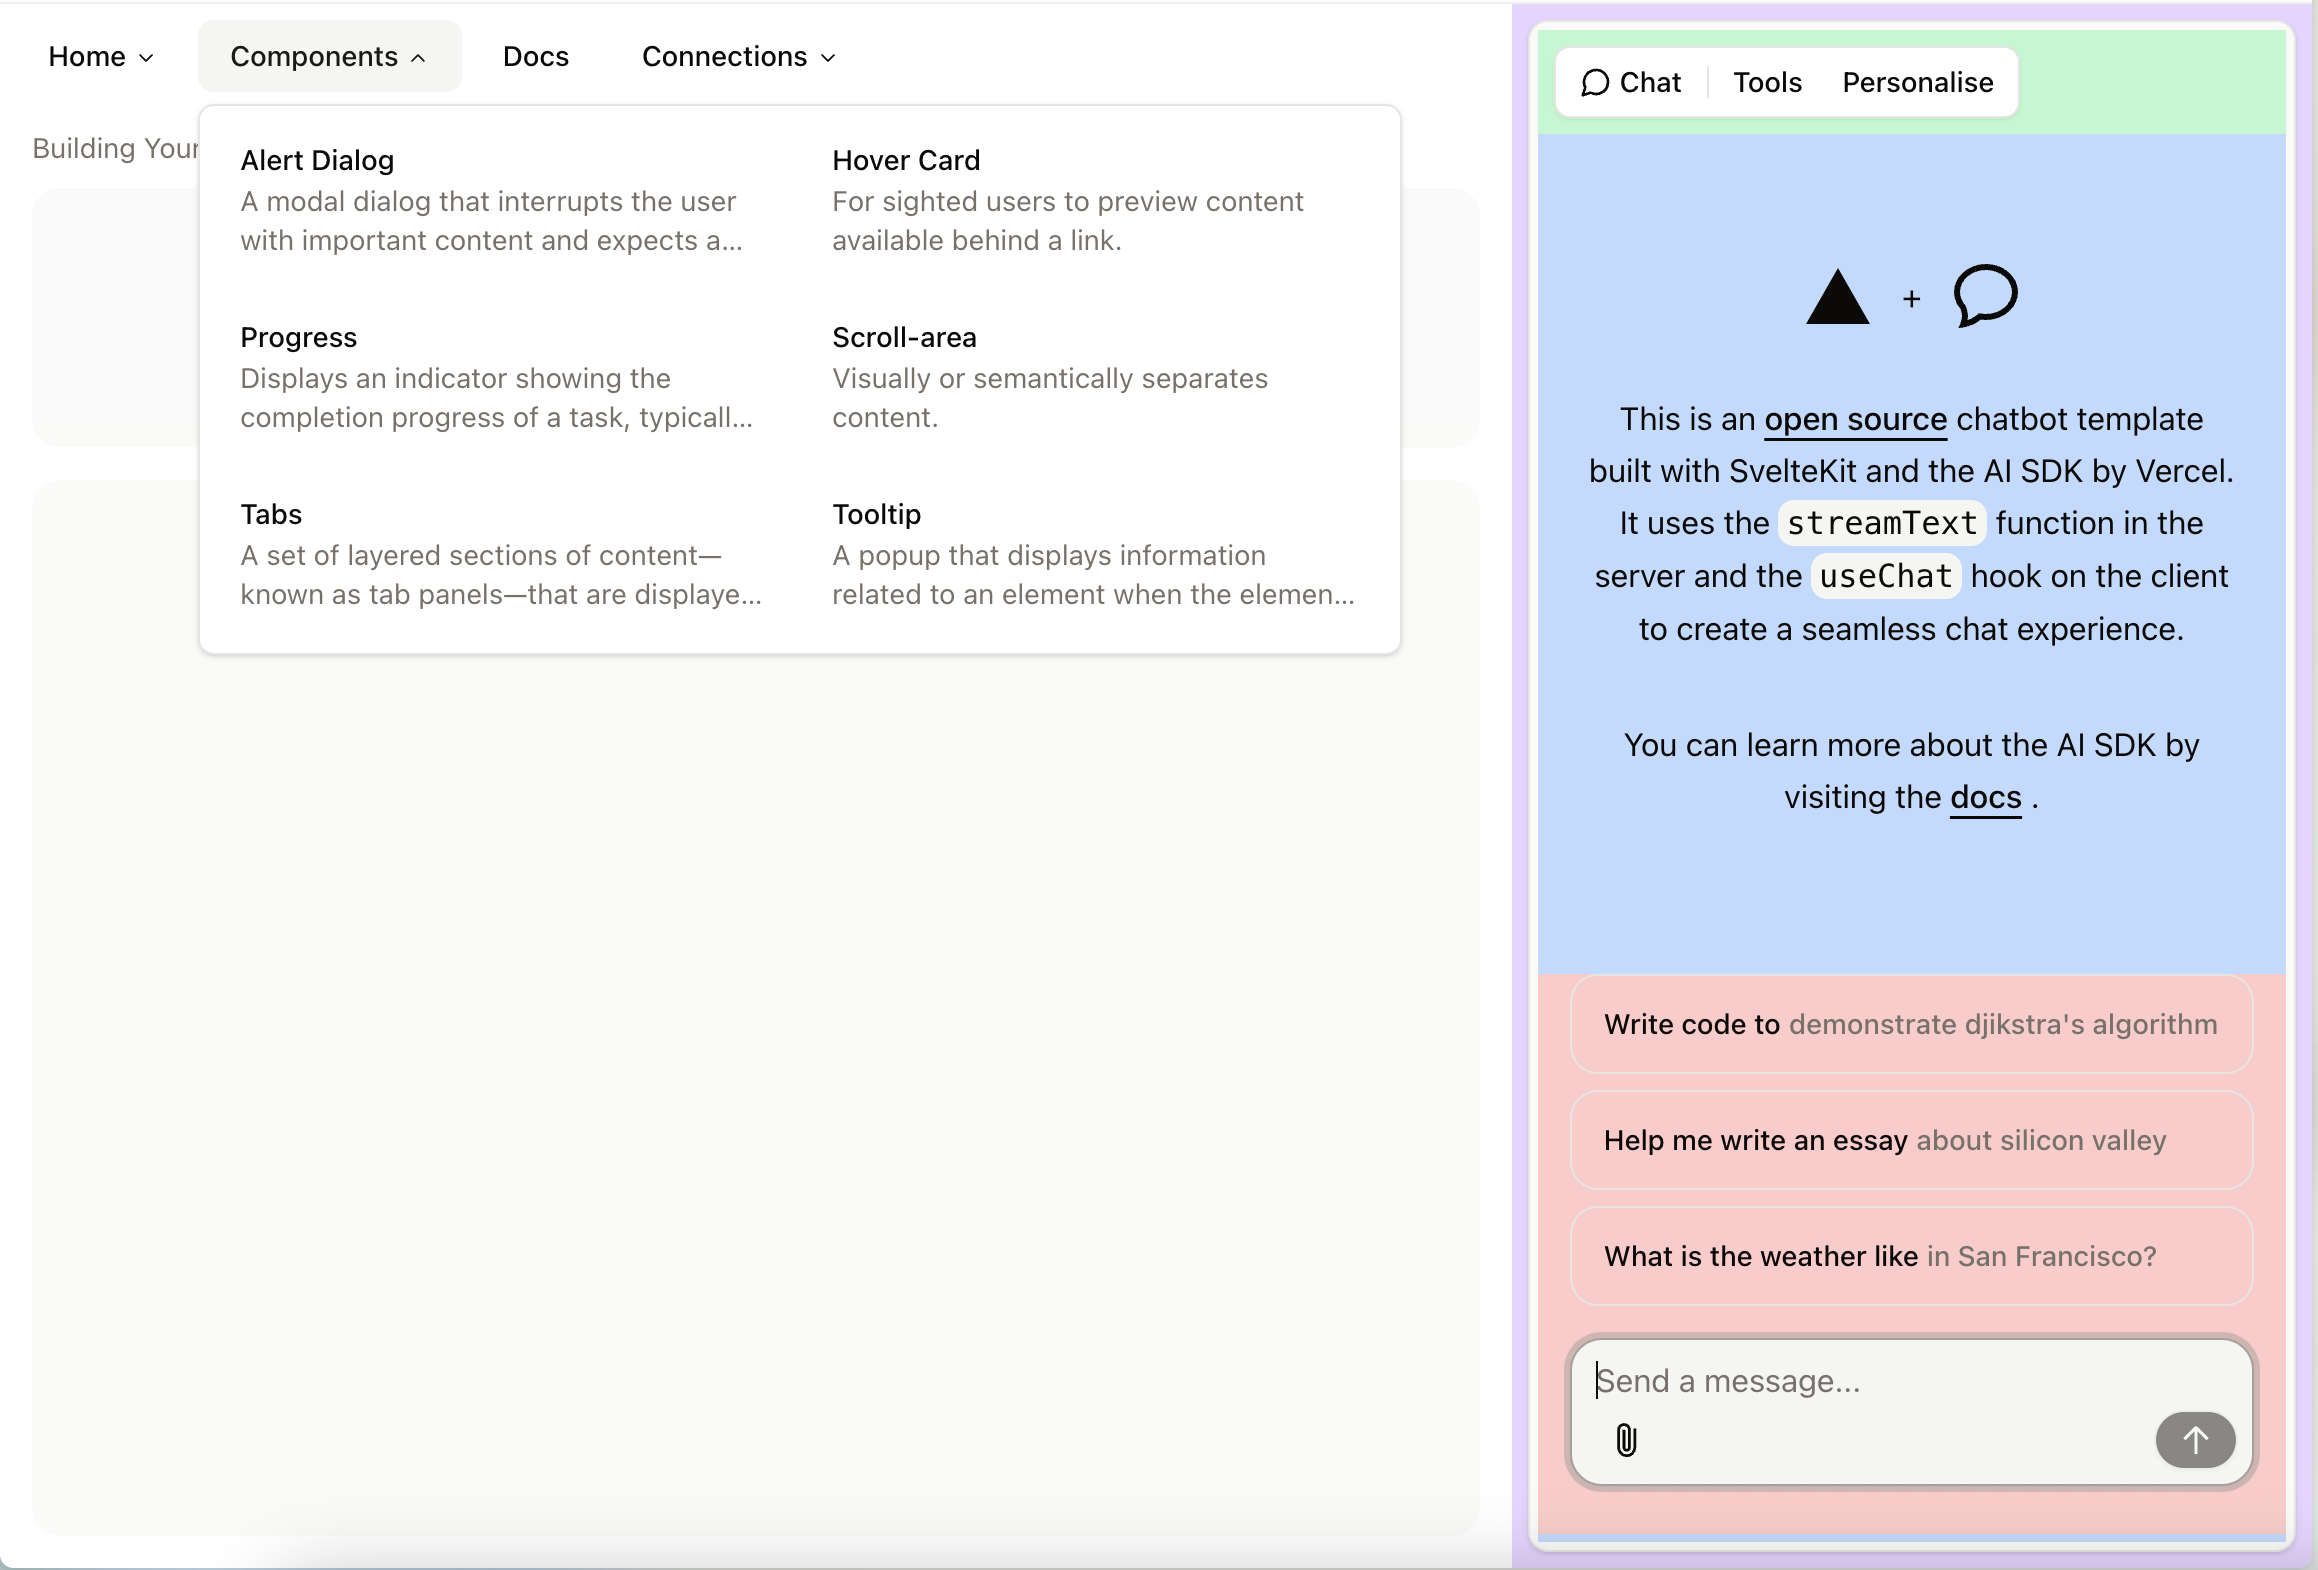 Home
Components
Docs
Connections
Building Your
Alert Dialog
A modal dialog that interrupts the user
with important content and expects a...
Hover Card
For sighted users to preview content
available behind a link.
Progress
Displays an indicator showing the
completion progress of a task, typicall...
Scroll-area
Visually or semantically separates
content.
Tabs
A set of layered sections of content—
known as tab panels—that are displaye...
Tooltip
A popup that displays information
related to an element when the elemen...
Chat
Tools
Personalise
+
This is an open source chatbot template
built with SvelteKit and the AI SDK by Vercel.
It uses the streamText function in the
server and the useChat hook on the client
to create a seamless chat experience.
You can learn more about the AI SDK by
visiting the docs .
Write code to demonstrate djikstra's algorithm
Help me write an essay about silicon valley
What is the weather like in San Francisco?
Send a message...